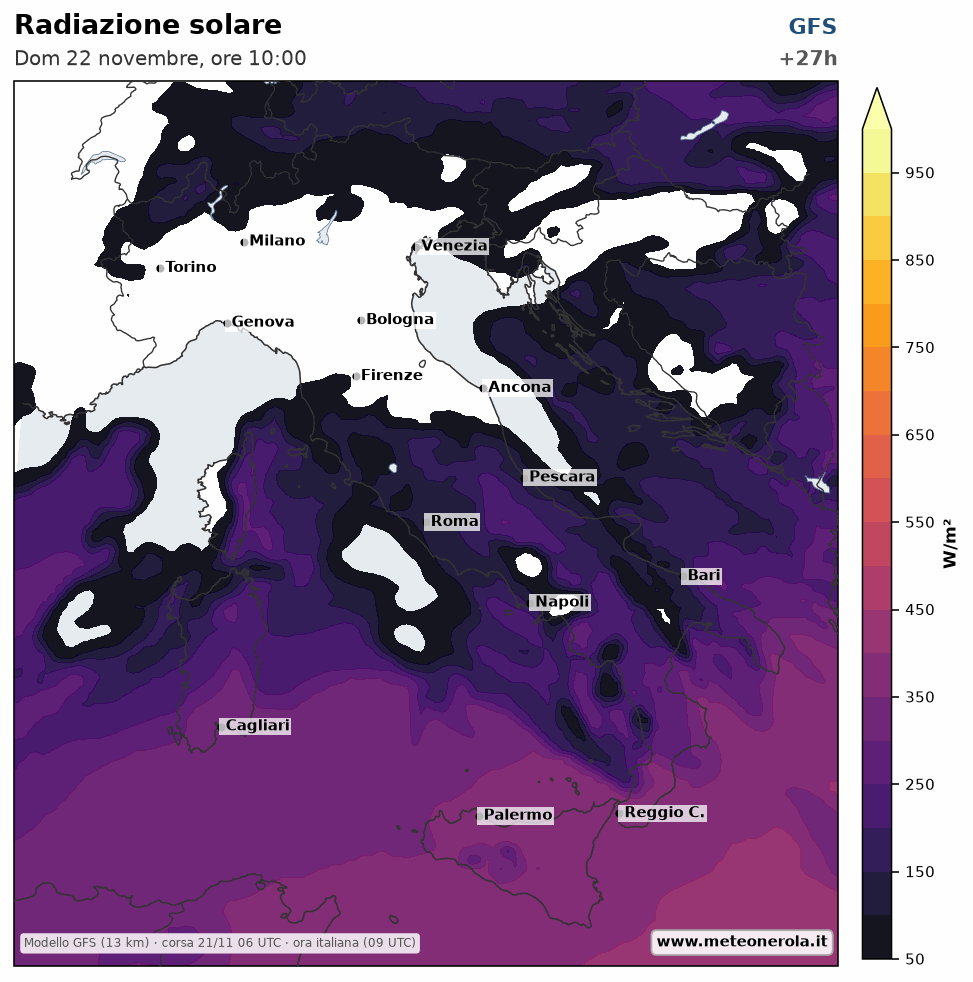 Radiazione solare
GFS
Dom 22 novembre, ore 10:00
+27h
Milano
Venezia
Torino
Genova
Bologna
Firenze
Ancona
Pescara
Roma
Bari
Napoli
Cagliari
Palermo
Reggio C.
950
850
750
650
550
450
350
250
150
50
W/m²
Modello GFS (13 km) · corsa 21/11 06 UTC · ora italiana (09 UTC)
www.meteonerola.it